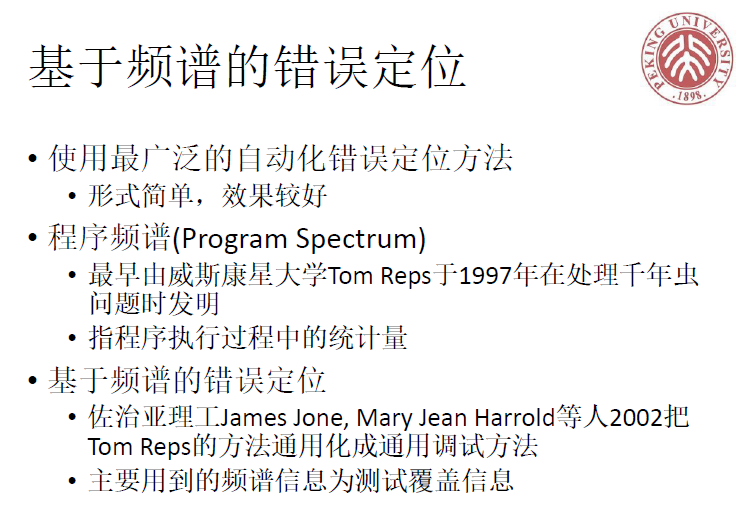 基于频谱的错误定位
PEKING UNIVERSITY
1898
• 使用最广泛的自动化错误定位方法
• 形式简单，效果较好
• 程序频谱(Program Spectrum)
• 最早由威斯康星大学Tom Reps于1997年在处理千年虫
问题时发明
• 指程序执行过程中的统计量
• 基于频谱的错误定位
• 佐治亚理工James Jone, Mary Jean Harrold等人2002把
Tom Reps的方法通用化成通用调试方法
• 主要用到的频谱信息为测试覆盖信息